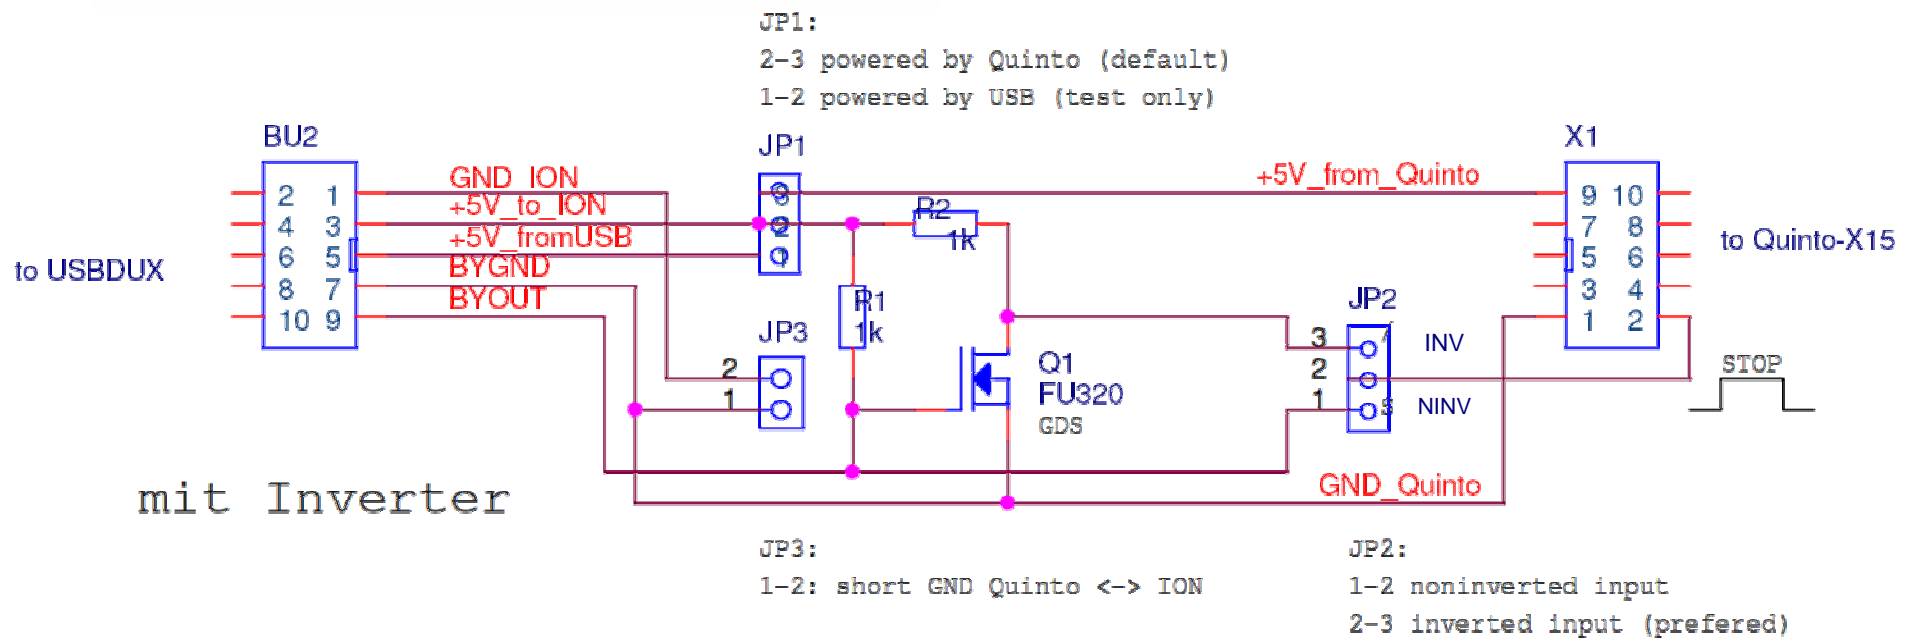 JP1:
2-3 powered by Quinto (default)
1-2 powered by USB (test only)
BU2
JP1
X1
GND_ION
+5V_to_ION
+5V_fromUSB
BYGND
BYOUT
+5V_from_Quinto
2 1
4 3
6 5
8 7
10 9
3
2
1
R2
1k
9 10
7 8
5 6
3 4
1 2
to USBDUX
to Quinto-X15
R1
1k
JP3
2
1
JP2
3
2
1
INV
NINV
STOP
Q1
FU320
GDS
GND_Quinto
mit Inverter
JP3:
1-2: short GND Quinto <-> ION
JP2:
1-2 noninverted input
2-3 inverted input (prefered)